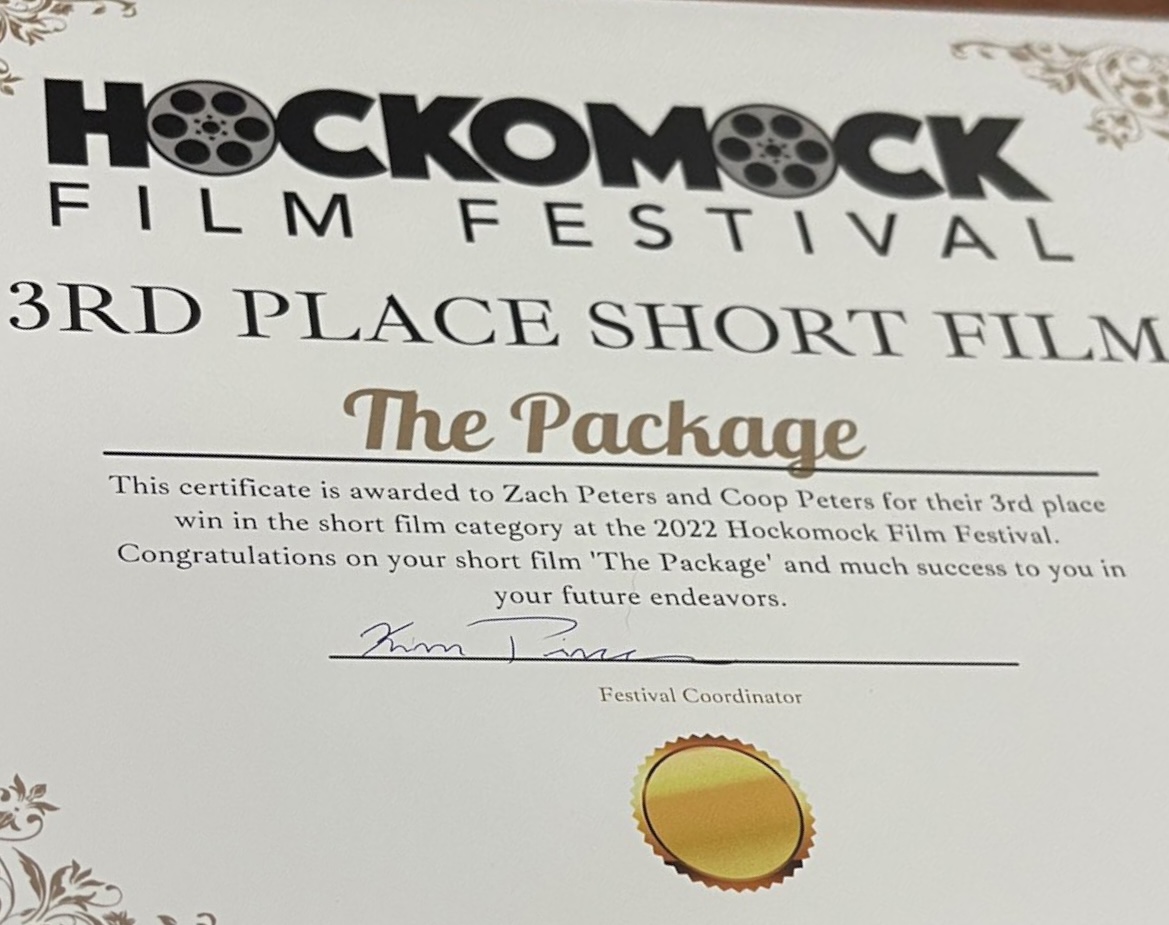 HOCKOMOCK
FILM FESTIVAL
3RD PLACE SHORT FILM
The Package
This certificate is awarded to Zach Peters and Coop Peters for their 3rd place
win in the short film category at the 2022 Hockomock Film Festival.
Congratulations on your short film 'The Package' and much success to you in
your future endeavors.
Kim
Festival Coordinator